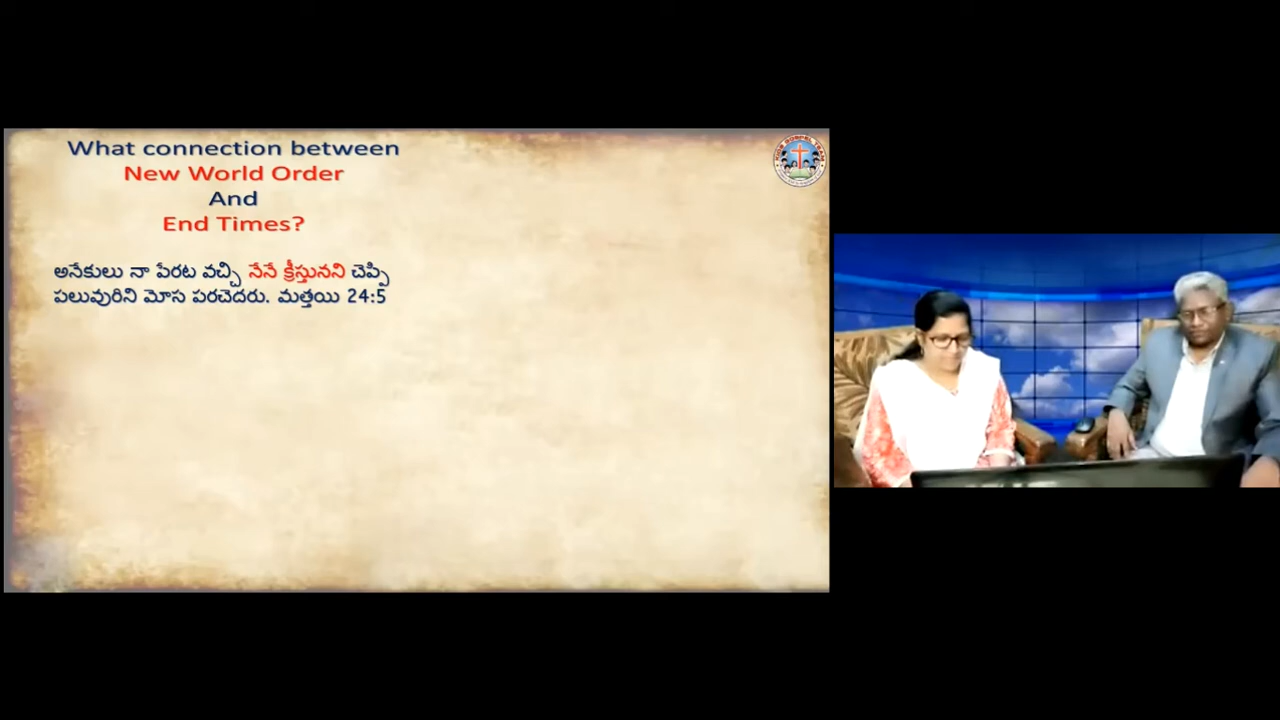 What connection between
New World Order
And
End Times?
అనేకులు నా పేరట వచ్చి నేనే క్రీస్తునని చెప్పి
పలువురిని మోస పరచెదరు. మత్తయి 24:5